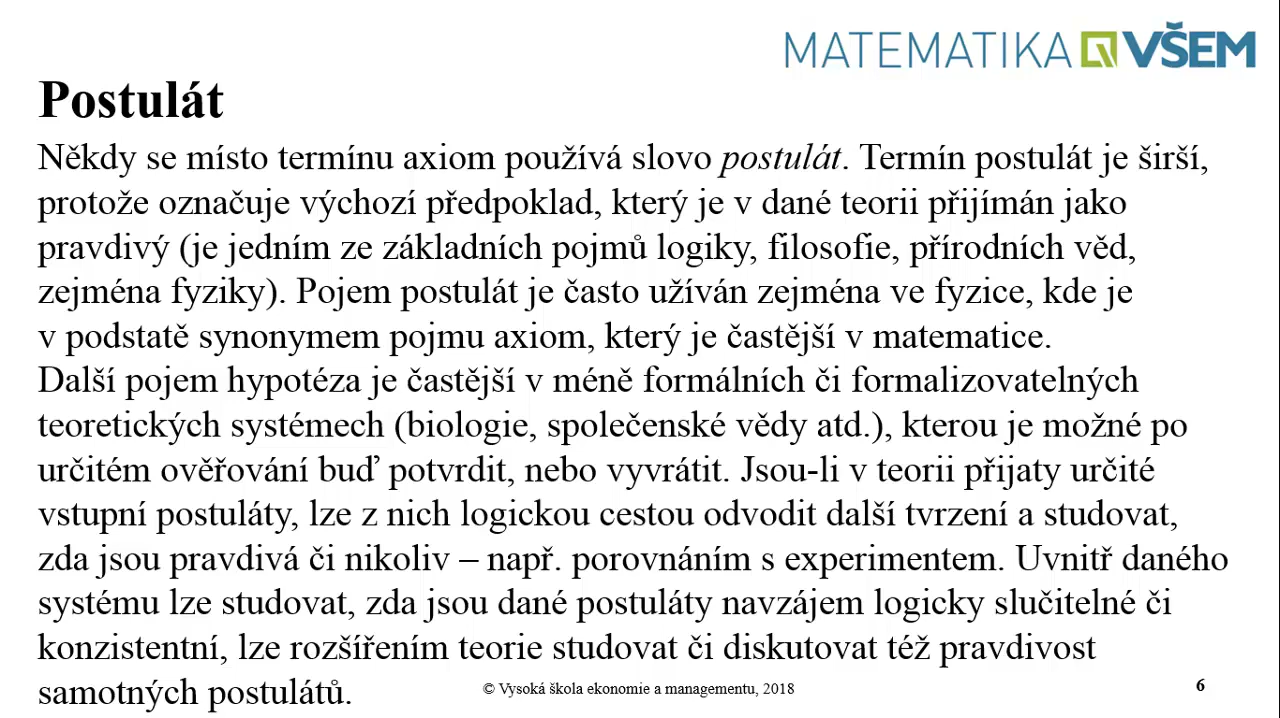 MATEMATIKA VŠEM
Postulát
Někdy se místo termínu axiom používá slovo postulát. Termín postulát je širší,
protože označuje výchozí předpoklad, který je v dané teorii přijímán jako
pravdivý (je jedním ze základních pojmů logiky, filosofie, přírodních věd,
zejména fyziky). Pojem postulát je často užíván zejména ve fyzice, kde je
v podstatě synonymem pojmu axiom, který je častější v matematice.
Další pojem hypotéza je častější v méně formálních či formalizovatelných
teoretických systémech (biologie, společenské vědy atd.), kterou je možné po
určitém ověřování buď potvrdit, nebo vyvrátit. Jsou-li v teorii přijaty určité
vstupní postuláty, lze z nich logickou cestou odvodit další tvrzení a studovat,
zda jsou pravdivá či nikoliv – např. porovnáním s experimentem. Uvnitř daného
systému lze studovat, zda jsou dané postuláty navzájem logicky slučitelné či
konzistentní, lze rozšířením teorie studovat či diskutovat též pravdivost
samotných postulátů.
© Vysoká škola ekonomie a managementu, 2018
6